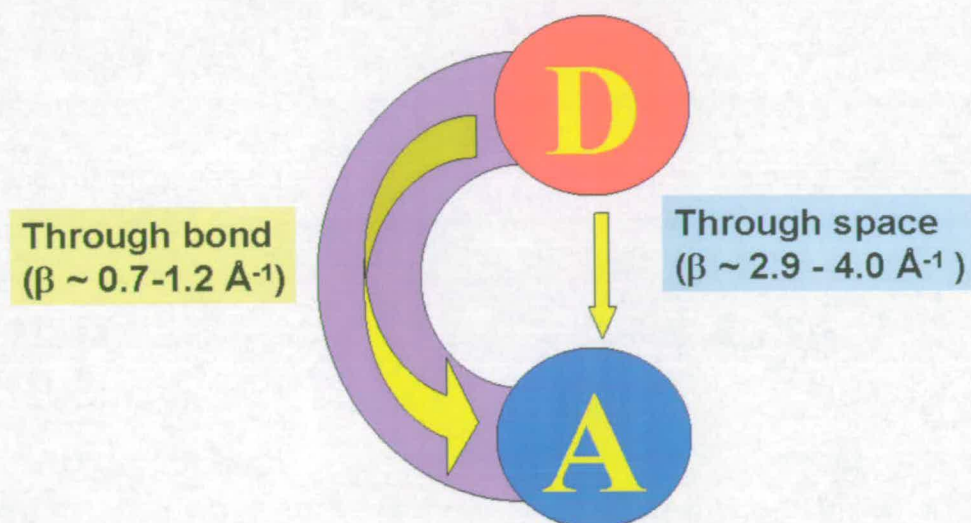 D
Through bond
(β ~ 0.7-1.2 Å-1)
Through space
(β ~ 2.9 - 4.0 Å-1 )
A